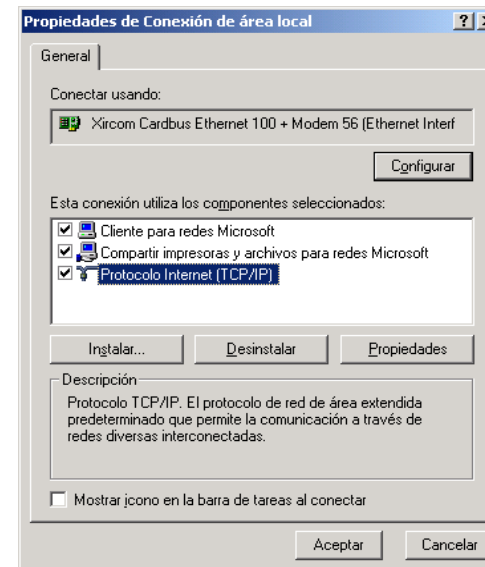 Propiedades de Conexión de área local
General
Conectar usando:
Xircom Cardbus Ethernet 100 + Modem 56 (Ethernet Interf
Configurar
Esta conexión utiliza los componentes seleccionados:
Cliente para redes Microsoft
Compartir impresoras y archivos para redes Microsoft
Protocolo Internet (TCP/IP)
Instalar... Desinstalar Propiedades
Descripción
Protocolo TCP/IP. El protocolo de red de área extendida
predeterminado que permite la comunicación a través de
redes diversas interconectadas.
Mostrar icono en la barra de tareas al conectar
Aceptar Cancelar